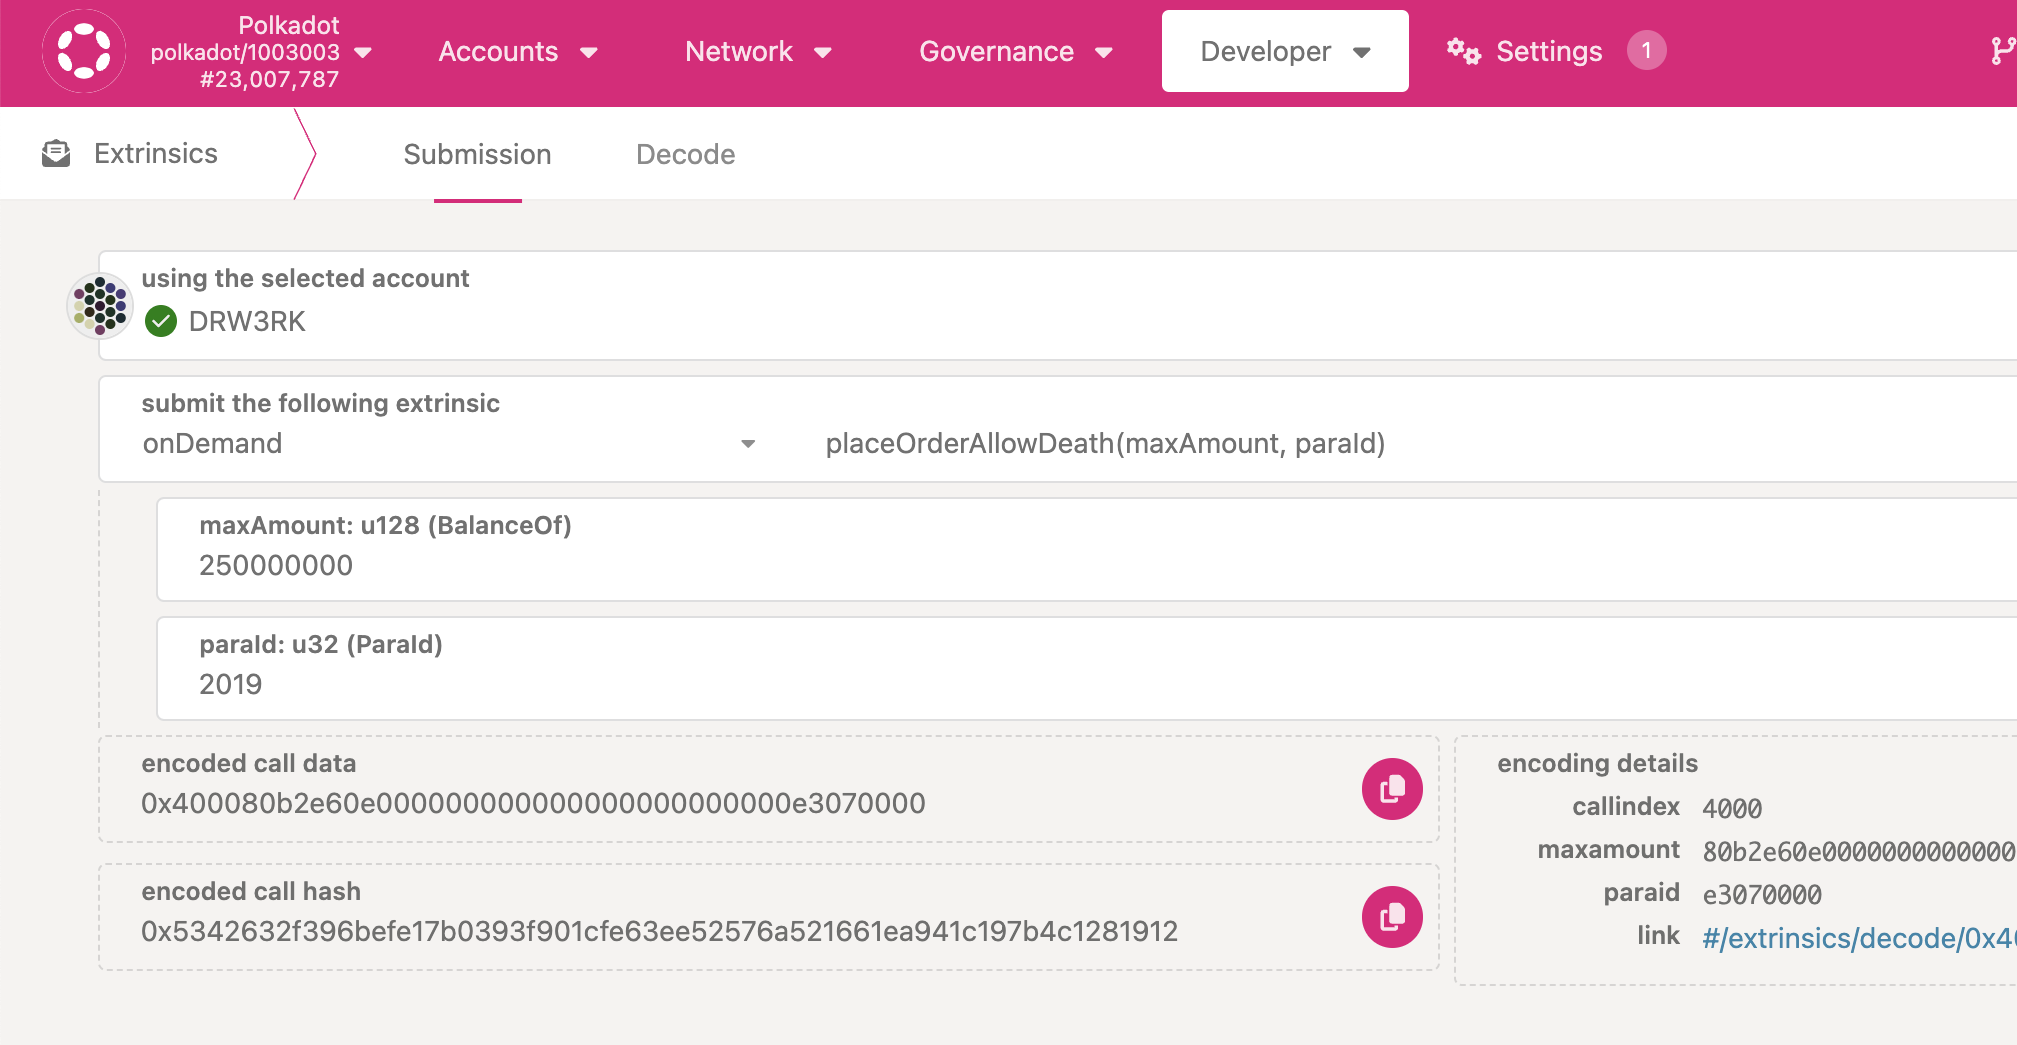 Polkadot
polkadot/1003003
#23,007,787
Accounts
Network
Governance
Developer
Settings
1
Extrinsics
Submission
Decode
using the selected account
DRW3RK
submit the following extrinsic
onDemand
placeOrderAllowDeath(maxAmount, paraId)
maxAmount: u128 (BalanceOf)
250000000
paraId: u32 (ParaId)
2019
encoded call data
0x400080b2e60e000000000000000000000000e3070000
encoded call hash
0x5342632f396befe17b0393f901cfe63ee52576a521661ea941c197b4c1281912
encoding details
callindex 4000
maxamount 80b2e60e0000000000000
paraid e3070000
link #/extrinsics/decode/0x40